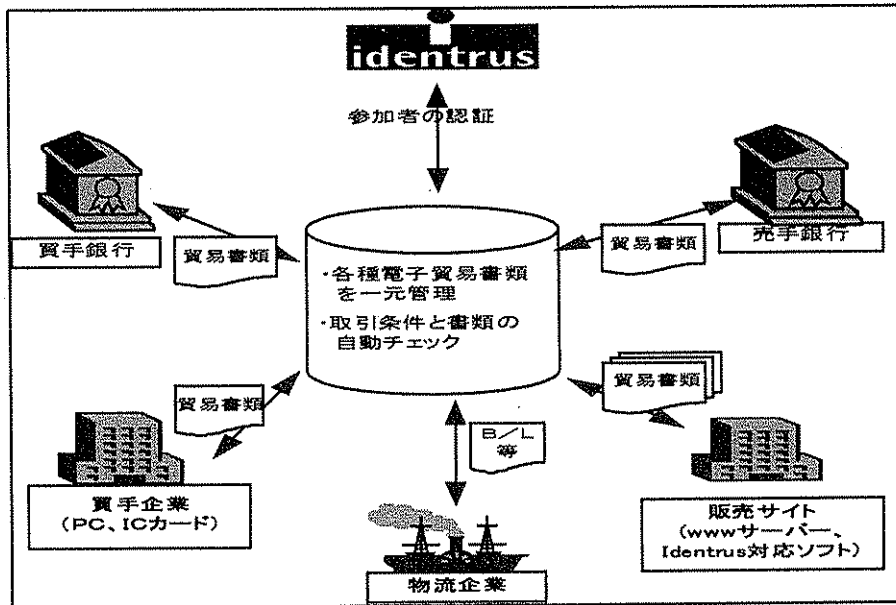 identrus
参加者の認証
買手銀行
貿易書類
貿易書類
売手銀行
・各種電子貿易書類
を一元管理
・取引条件と書類の
自動チェック
貿易書類
貿易書類
B/L
等
買手企業
(PC、ICカード)
物流企業
販売サイト
(wwwサーバー、
Identrus対応ソフト)